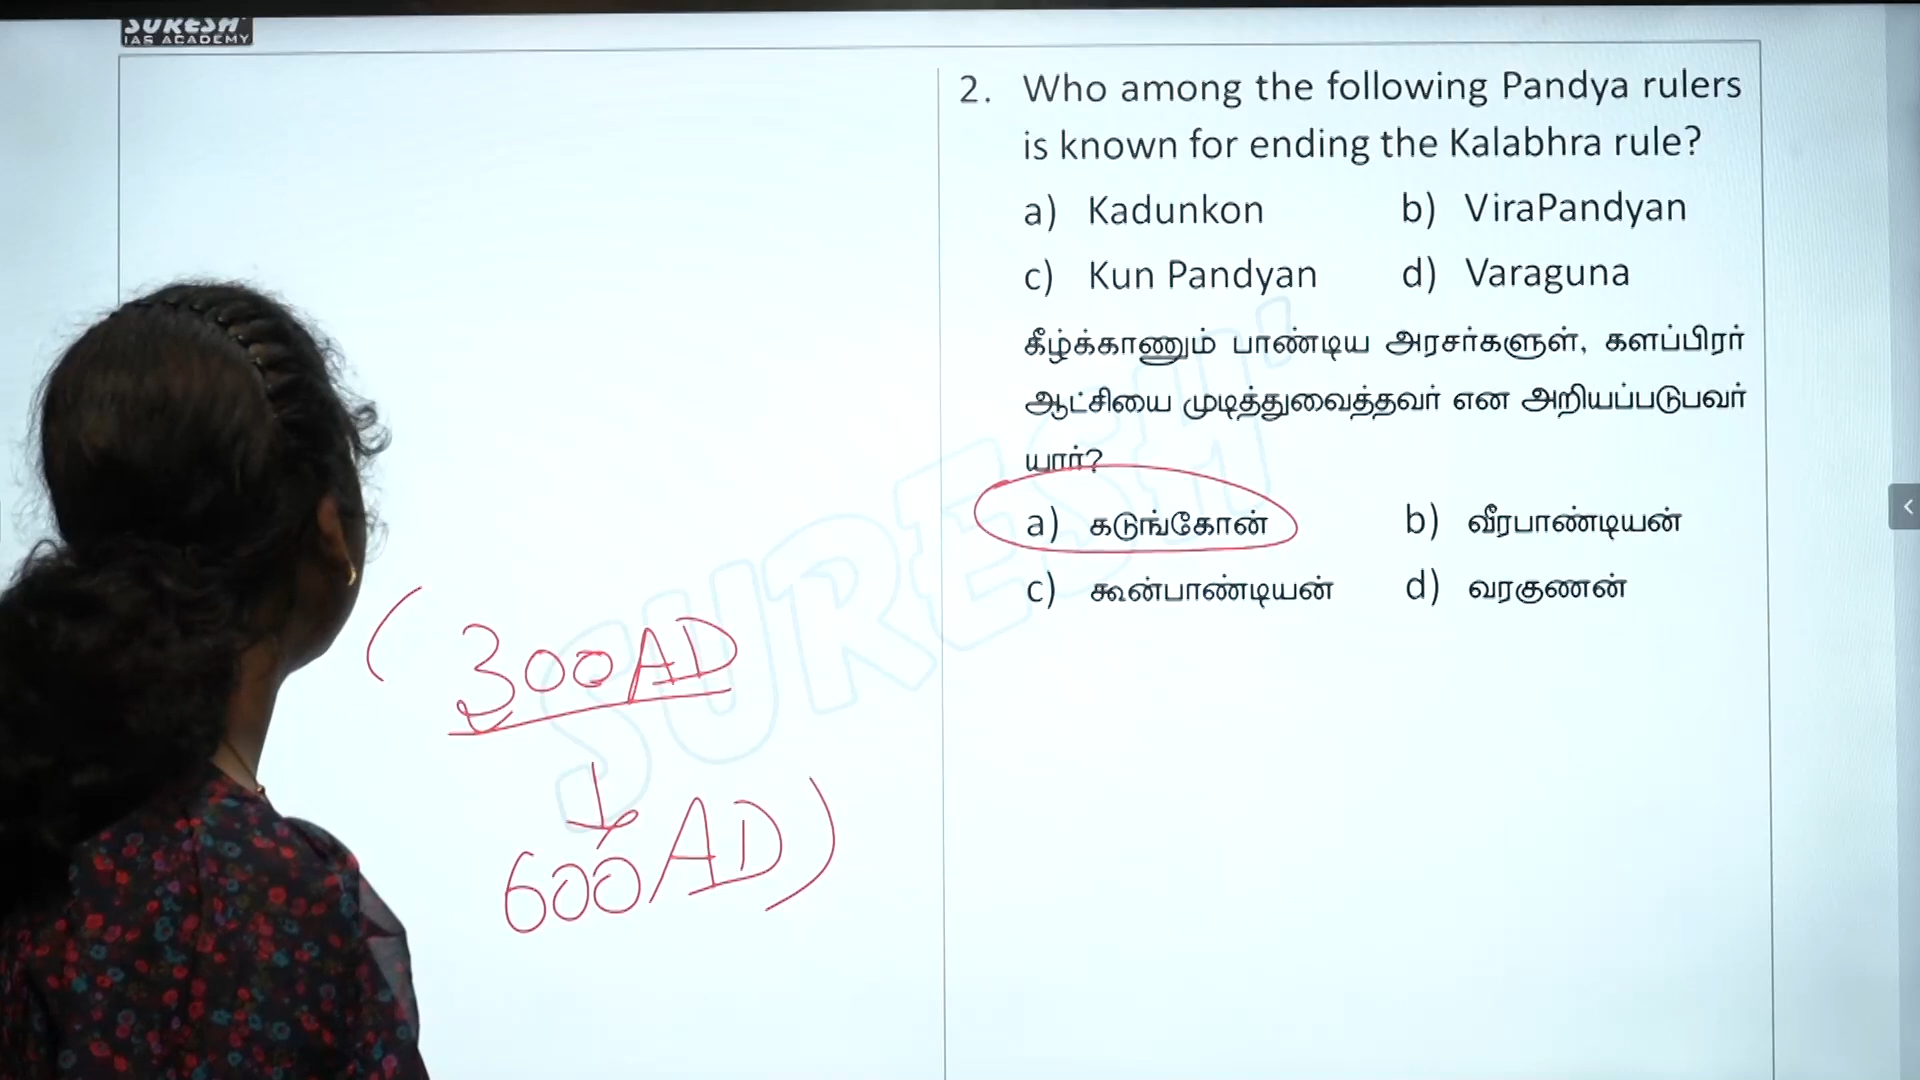 SURESH'
IAS ACADEMY
2. Who among the following Pandya rulers
is known for ending the Kalabhra rule?
a) Kadunkon b) ViraPandyan
c) Kun Pandyan d) Varaguna
கீழ்க்காணும் பாண்டிய அரசர்களுள், களப்பிரர்
ஆட்சியை முடித்துவைத்தவர் என அறியப்படுபவர்
யார்?
a) கடுங்கோன் b) வீரபாண்டியன்
c) கூன்பாண்டியன் d) வரகுணன்
(300AD
↓
600AD)
SURESH'